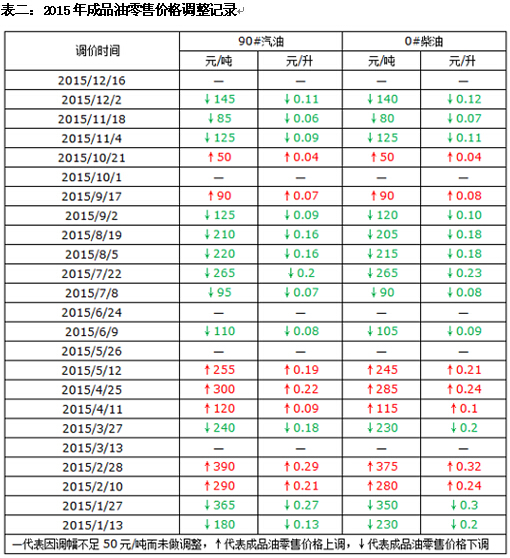 表二：2015年成品油零售价格调整记录
调价时间 90#汽油 0#柴油
元/吨 元/升 元/吨 元/升
2015/12/16 — — — —
2015/12/2 ↓145 ↓0.11 ↓140 ↓0.12
2015/11/18 ↓85 ↓0.06 ↓80 ↓0.07
2015/11/4 ↓125 ↓0.09 ↓125 ↓0.11
2015/10/21 ↑50 ↑0.04 ↑50 ↑0.04
2015/10/1 — — — —
2015/9/17 ↑90 ↑0.07 ↑90 ↑0.08
2015/9/2 ↓125 ↓0.09 ↓120 ↓0.10
2015/8/19 ↓210 ↓0.16 ↓205 ↓0.18
2015/8/5 ↓220 ↓0.16 ↓215 ↓0.18
2015/7/22 ↓265 ↓0.2 ↓265 ↓0.23
2015/7/8 ↓95 ↓0.07 ↓90 ↓0.08
2015/6/24 — — — —
2015/6/9 ↓110 ↓0.08 ↓105 ↓0.09
2015/5/26 — — — —
2015/5/12 ↑255 ↑0.19 ↑245 ↑0.21
2015/4/25 ↑300 ↑0.22 ↑285 ↑0.24
2015/4/11 ↑120 ↑0.09 ↑115 ↑0.1
2015/3/27 ↓240 ↓0.18 ↓230 ↓0.2
2015/3/13 — — — —
2015/2/28 ↑390 ↑0.29 ↑375 ↑0.32
2015/2/10 ↑290 ↑0.21 ↑280 ↑0.24
2015/1/27 ↓365 ↓0.27 ↓350 ↓0.3
2015/1/13 ↓180 ↓0.13 ↓230 ↓0.2
—代表因调幅不足50元/吨而未做调整，↑代表成品油零售价格上调，↓代表成品油零售价格下调